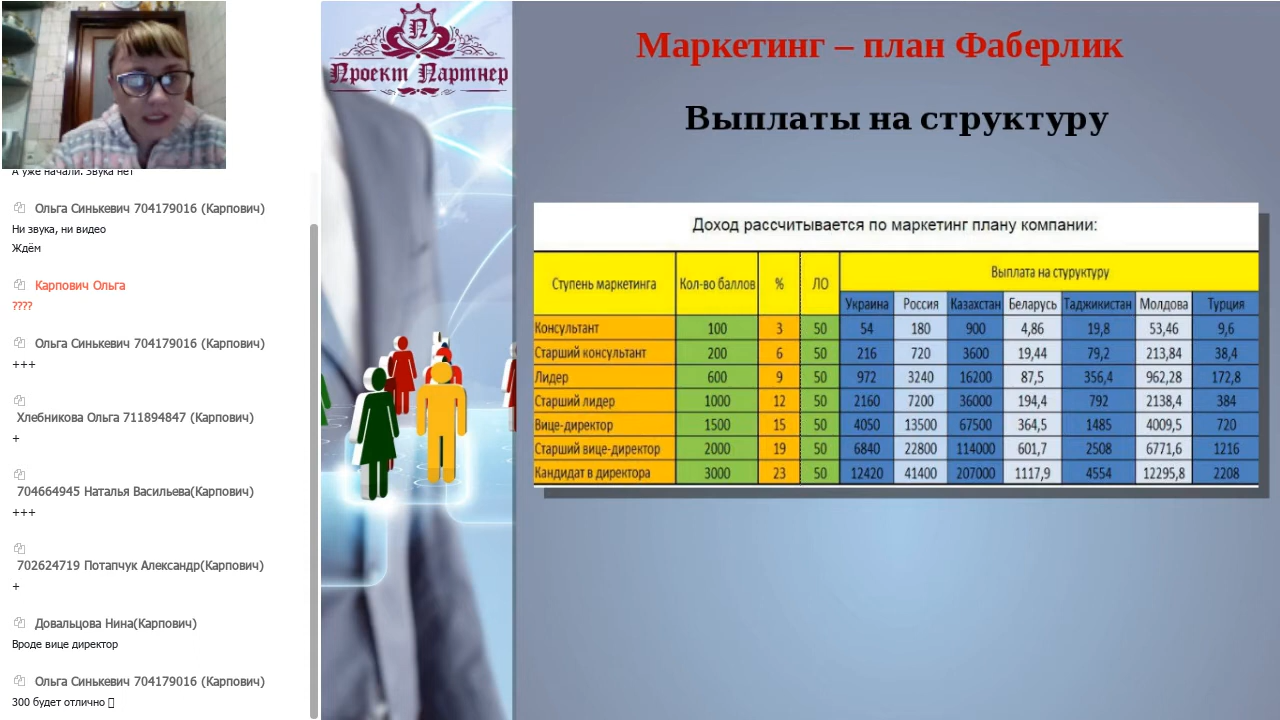 А уже начали. Звука нет
Ольга Синькевич 704179016 (Карпович)
Ни звука, ни видео
Ждём
Карпович Ольга
????
Ольга Синькевич 704179016 (Карпович)
+++
Хлебникова Ольга 711894847 (Карпович)
+
704664945 Наталья Васильева(Карпович)
+++
702624719 Потапчук Александр(Карпович)
+
Довальцова Нина(Карпович)
Вроде вице директор
Ольга Синькевич 704179016 (Карпович)
300 будет отлично
П
Проект Партнер
Маркетинг – план Фаберлик
Выплаты на структуру
Доход рассчитывается по маркетинг плану компании:
Ступень маркетинга Кол-во баллов % ЛО Выплата на стуруктуру
Украина Россия Казахстан Беларусь Таджикистан Молдова Турция
Консультант 100 3 50 54 180 900 4,86 19,8 53,46 9,6
Старший консультант 200 6 50 216 720 3600 19,44 79,2 213,84 38,4
Лидер 600 9 50 972 3240 16200 87,5 356,4 962,28 172,8
Старший лидер 1000 12 50 2160 7200 36000 194,4 792 2138,4 384
Вице-директор 1500 15 50 4050 13500 67500 364,5 1485 4009,5 720
Старший вице-директор 2000 19 50 6840 22800 114000 601,7 2508 6771,6 1216
Кандидат в директора 3000 23 50 12420 41400 207000 1117,9 4554 12295,8 2208